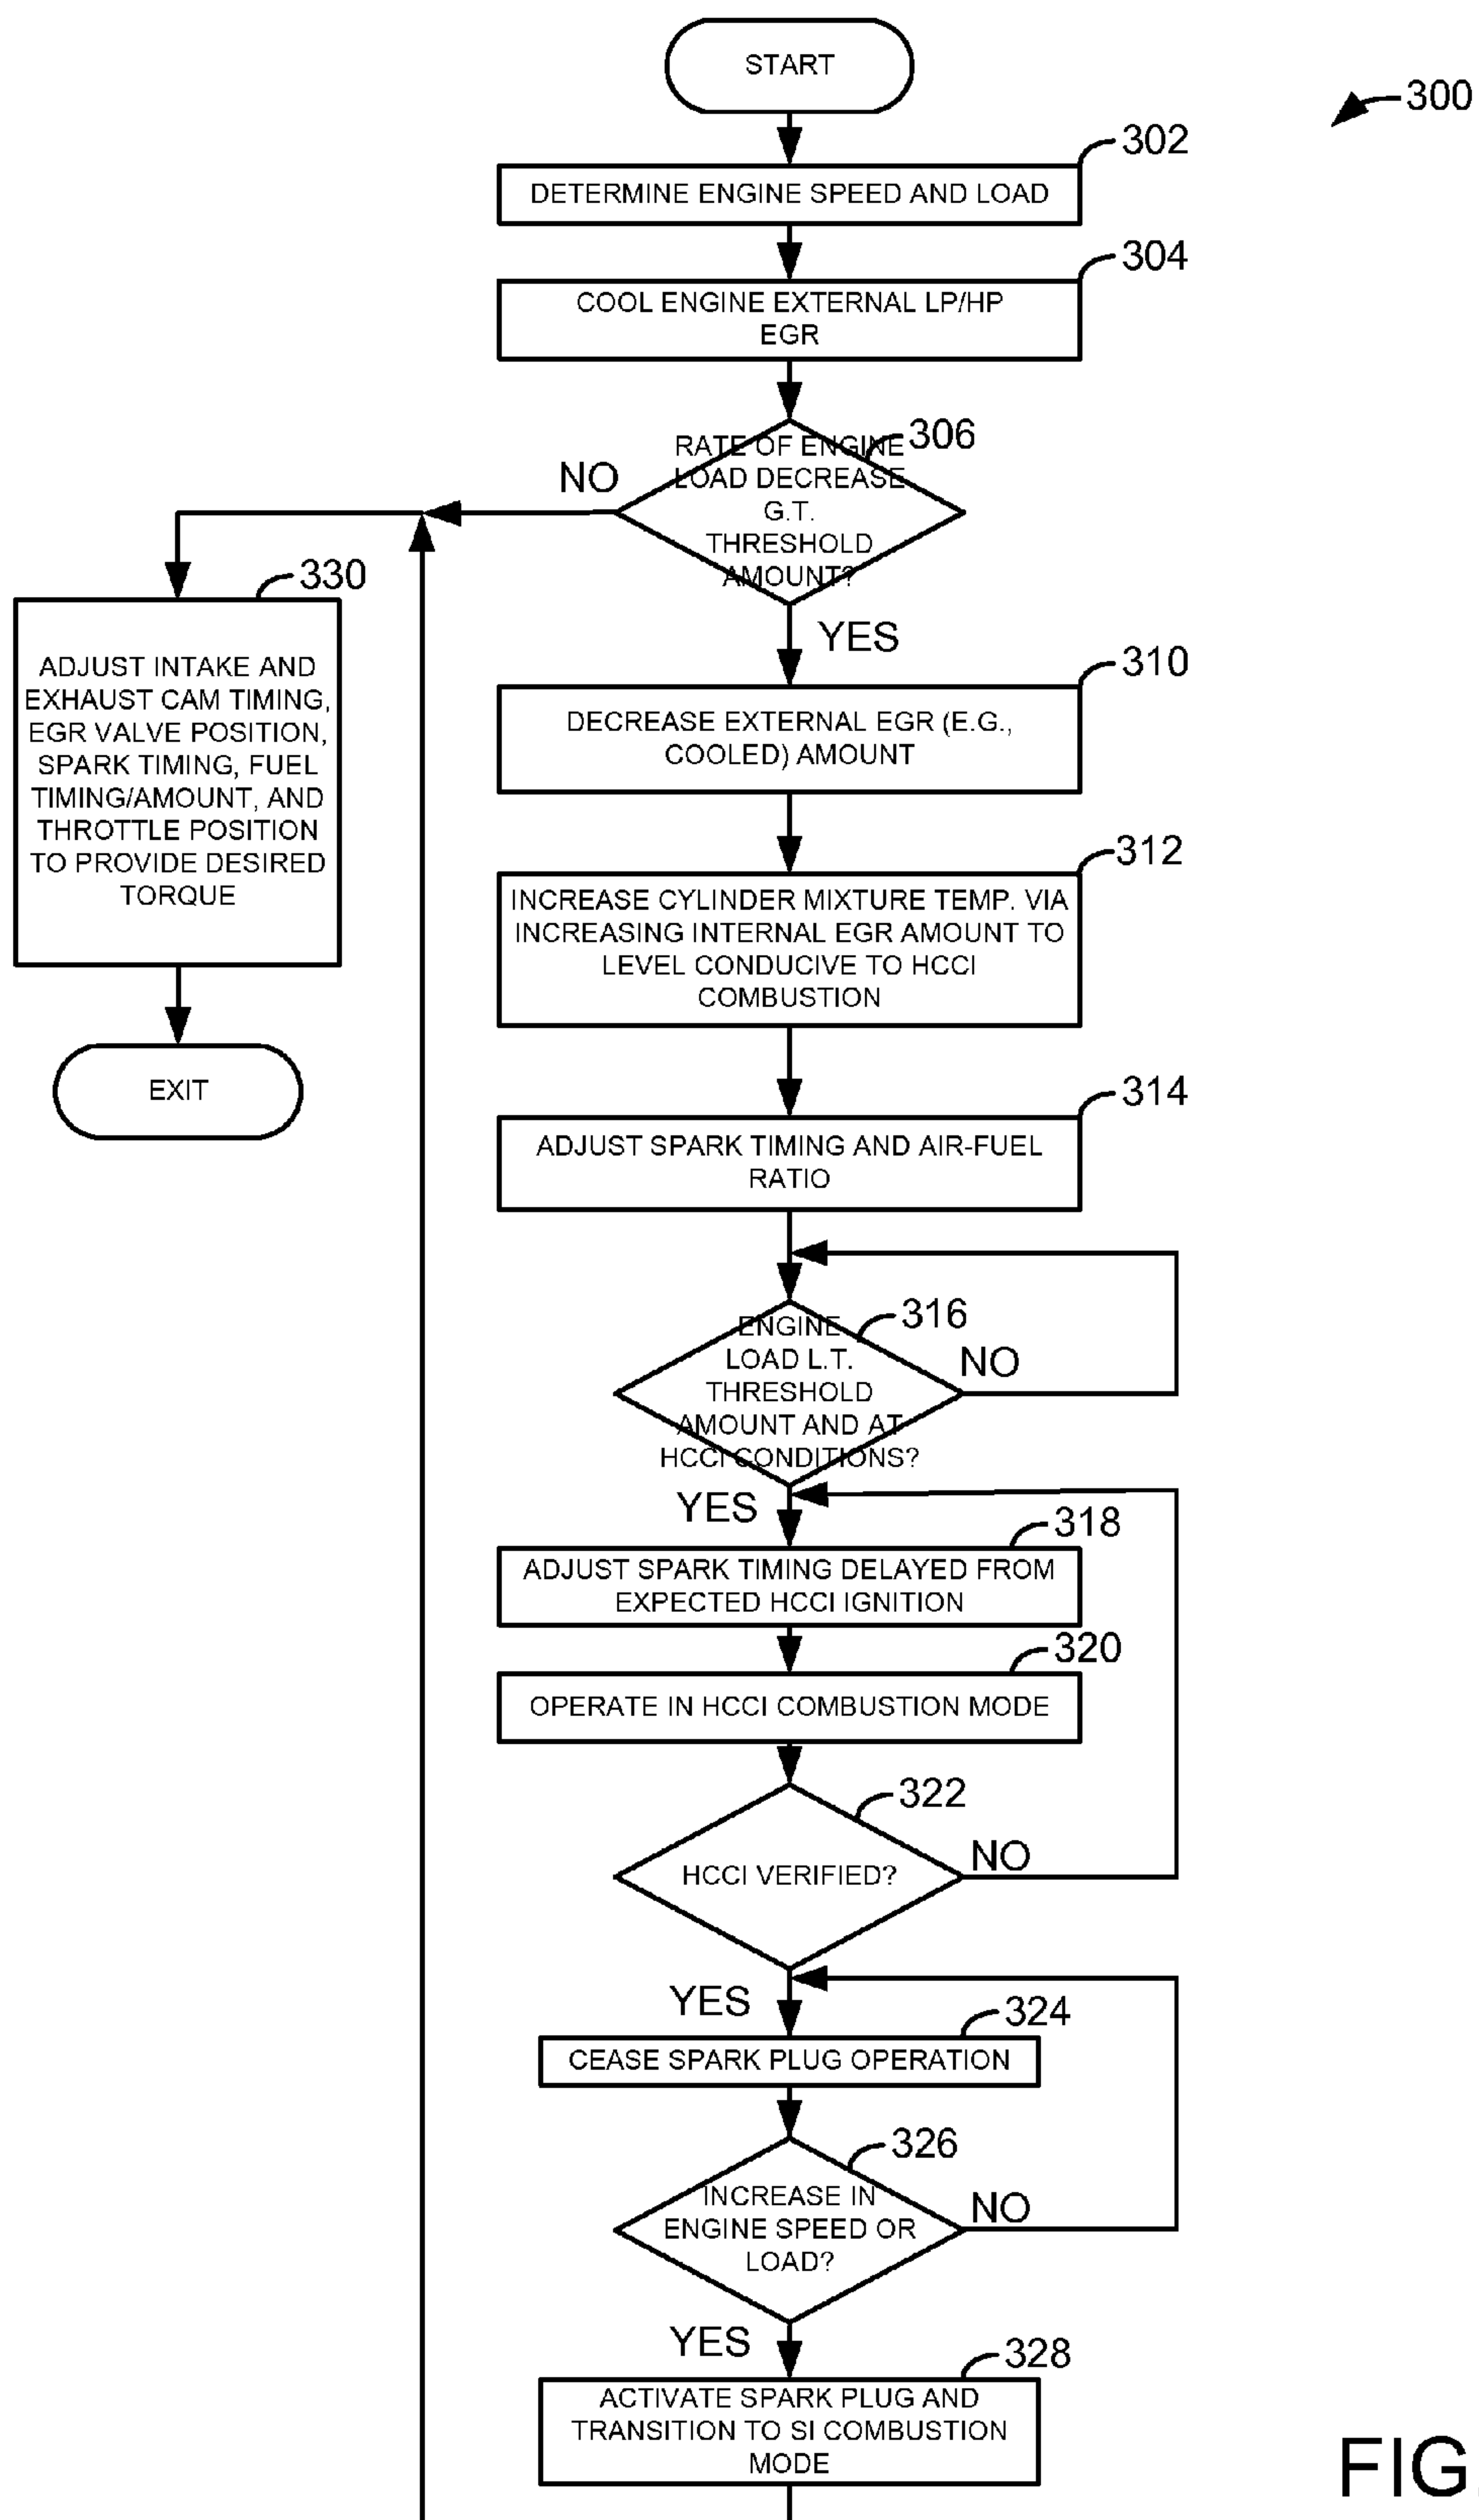 START
300
302
DETERMINE ENGINE SPEED AND LOAD
304
COOL ENGINE EXTERNAL LP/HP
EGR
306
RATE OF ENGINE
LOAD DECREASE
G.T.
THRESHOLD
AMOUNT?
NO
YES
330
ADJUST INTAKE AND
EXHAUST CAM TIMING,
EGR VALVE POSITION,
SPARK TIMING, FUEL
TIMING/AMOUNT, AND
THROTTLE POSITION
TO PROVIDE DESIRED
TORQUE
EXIT
310
DECREASE EXTERNAL EGR (E.G.,
COOLED) AMOUNT
312
INCREASE CYLINDER MIXTURE TEMP. VIA
INCREASING INTERNAL EGR AMOUNT TO
LEVEL CONDUCIVE TO HCCI
COMBUSTION
314
ADJUST SPARK TIMING AND AIR-FUEL
RATIO
316
ENGINE
LOAD L.T.
THRESHOLD
AMOUNT AND AT
HCCI CONDITIONS?
NO
YES
318
ADJUST SPARK TIMING DELAYED FROM
EXPECTED HCCI IGNITION
320
OPERATE IN HCCI COMBUSTION MODE
322
HCCI VERIFIED?
NO
YES
324
CEASE SPARK PLUG OPERATION
326
INCREASE IN
ENGINE SPEED OR
LOAD?
NO
YES
328
ACTIVATE SPARK PLUG AND
TRANSITION TO SI COMBUSTION
MODE
FIG.